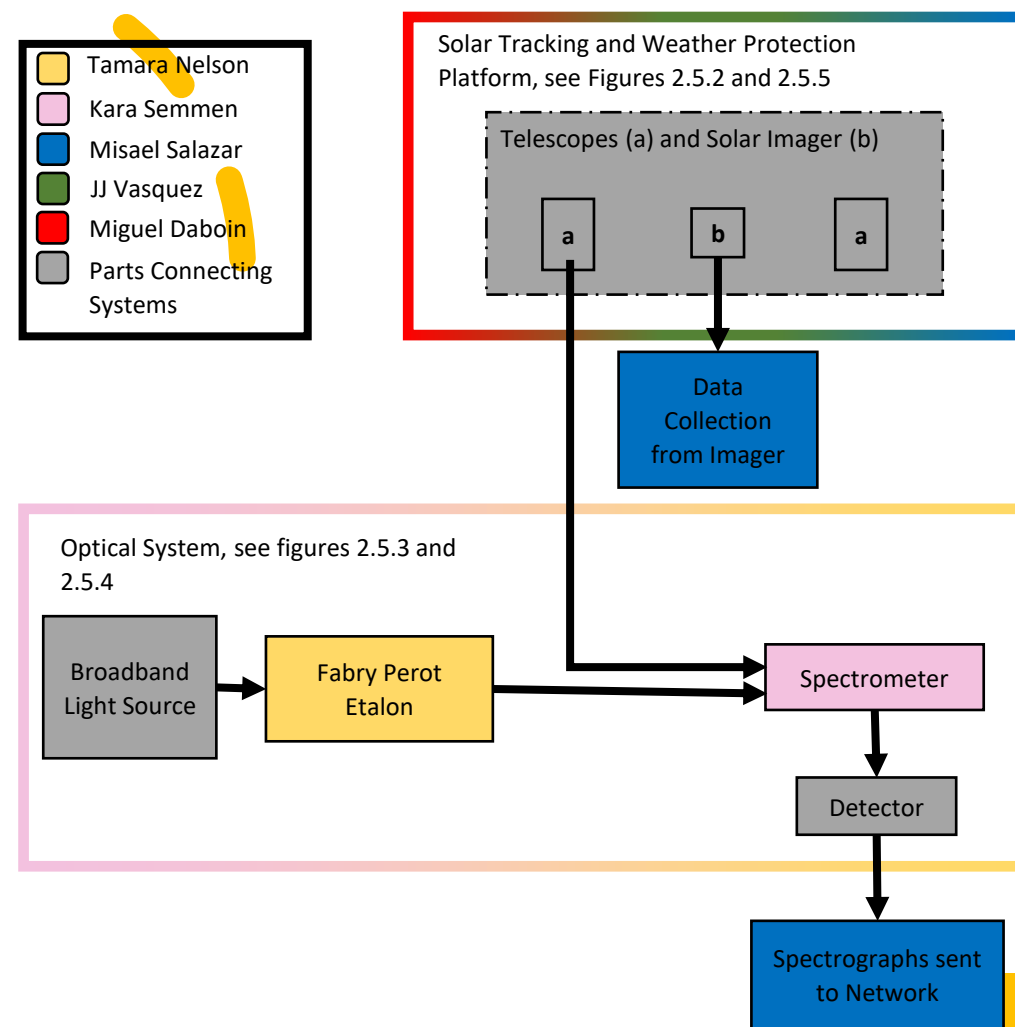 Tamara Nelson
Kara Semmen
Misael Salazar
JJ Vasquez
Miguel Daboin
Parts Connecting
Systems
Solar Tracking and Weather Protection
Platform, see Figures 2.5.2 and 2.5.5
Telescopes (a) and Solar Imager (b)
a
b
a
Data
Collection
from Imager
Optical System, see figures 2.5.3 and
2.5.4
Broadband
Light Source
Fabry Perot
Etalon
Spectrometer
Detector
Spectrographs sent
to Network